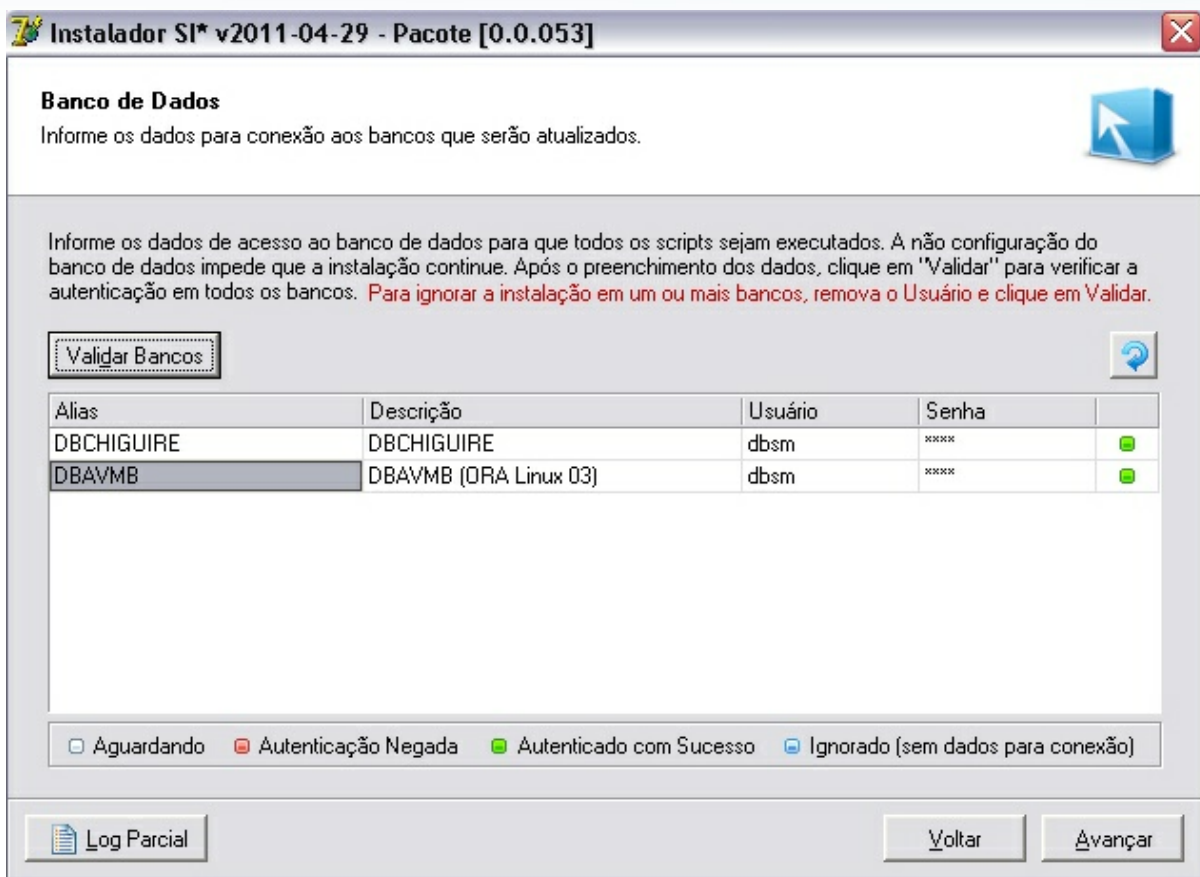 Instalador SI* v2011-04-29 - Pacote [0.0.053]
Banco de Dados
Informe os dados para conexão aos bancos que serão atualizados.
Informe os dados de acesso ao banco de dados para que todos os scripts sejam executados. A não configuração do
banco de dados impede que a instalação continue. Após o preenchimento dos dados, clique em "Validar" para verificar a
autenticação em todos os bancos. Para ignorar a instalação em um ou mais bancos, remova o Usuário e clique em Validar.
Validar Bancos
Alias Descrição Usuário Senha
DBCHIGUIRE DBCHIGUIRE dbsm ****
DBAVMB DBAVMB (ORA Linux 03) dbsm ****
Aguardando Autenticação Negada Autenticado com Sucesso Ignorado (sem dados para conexão)
Log Parcial Voltar Avançar